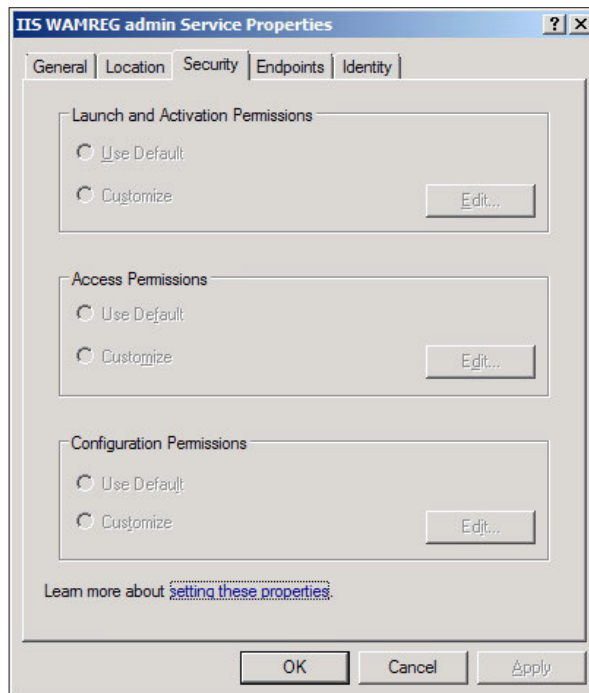 IIS WAMREG admin Service Properties
General Location Security Endpoints Identity
Launch and Activation Permissions
Use Default
Customize
Edit...
Access Permissions
Use Default
Customize
Edit...
Configuration Permissions
Use Default
Customize
Edit...
Learn more about setting these properties.
OK Cancel Apply